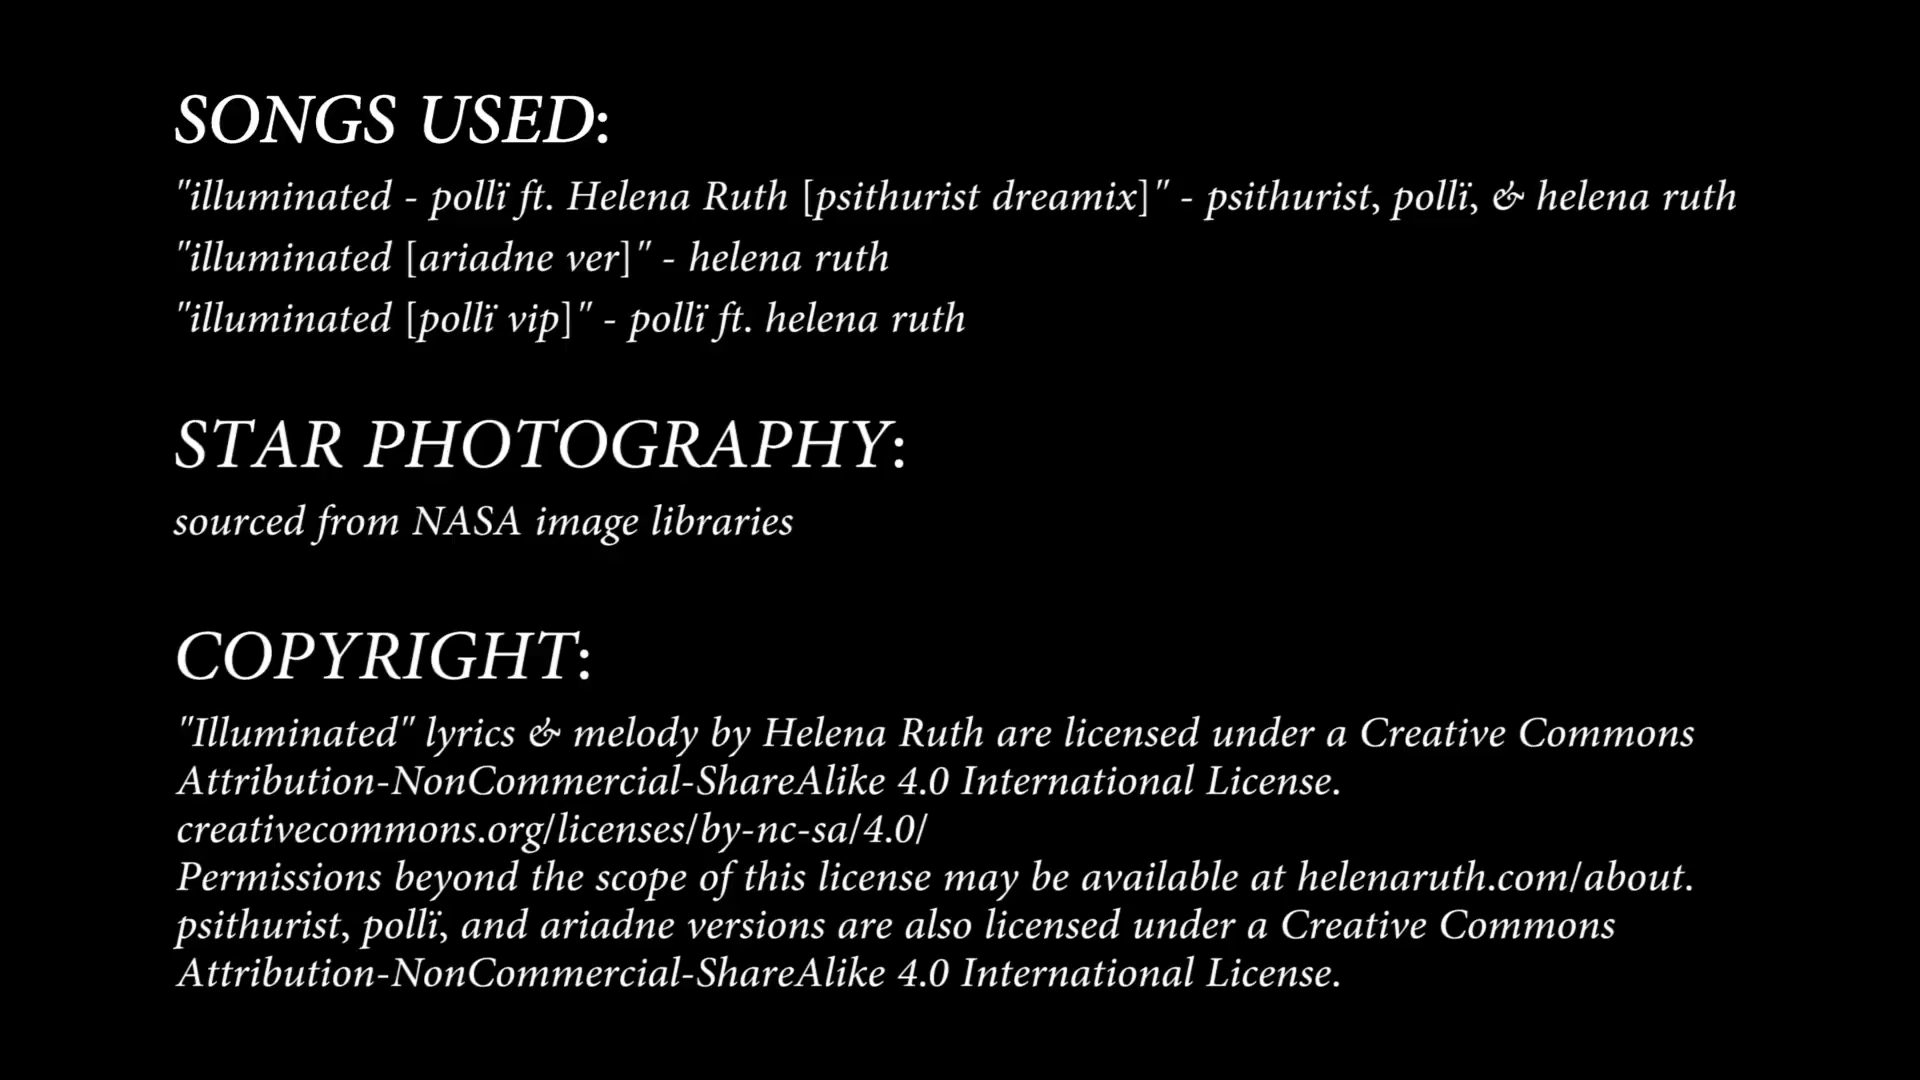 SONGS USED:
"illuminated - pollï ft. Helena Ruth [psithurist dreamix]" - psithurist, pollï, & helena ruth
"illuminated [ariadne ver]" - helena ruth
"illuminated [pollï vip]" - pollï ft. helena ruth
STAR PHOTOGRAPHY:
sourced from NASA image libraries
COPYRIGHT:
"Illuminated" lyrics & melody by Helena Ruth are licensed under a Creative Commons
Attribution-NonCommercial-ShareAlike 4.0 International License.
creativecommons.org/licenses/by-nc-sa/4.0/
Permissions beyond the scope of this license may be available at helenaruth.com/about.
psithurist, pollï, and ariadne versions are also licensed under a Creative Commons
Attribution-NonCommercial-ShareAlike 4.0 International License.